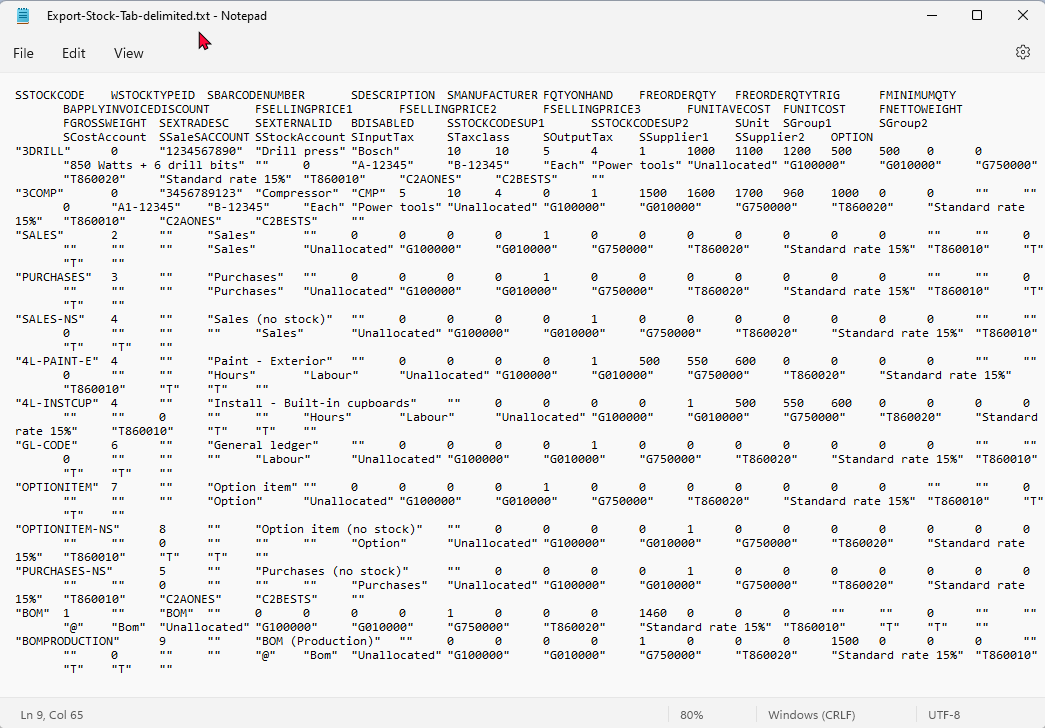 Export-Stock-Tab-delimited.txt - Notepad
File Edit View
SSTOCKCODE WSTOCKTYPEID SBARCODENUMBER SDESCRIPTION SMANUFACTURER FQTYONHAND FREORDERQTY FREORDERQTYTRIG FMINIMUMQTY
BAPPLYINVOICEDISCOUNT FSELLINGPRICE1 FSELLINGPRICE2 FSELLINGPRICE3 FUNITAVECOST FUNITCOST FNETTOWEIGHT
FGROSSWEIGHT SEXTRADESC SEXTERNALID BDISABLED SSTOCKCODESUP1 SSTOCKCODESUP2 SUnit SGroup1 SGroup2
SCostAccount SSaleSACCOUNT SStockAccount SInputTax STaxclass SOutputTax SSupplier1 SSupplier2 OPTION
"3DRILL" 0 "1234567890" "Drill press" "Bosch" 10 10 5 4 1 1000 1100 1200 500 500 0 0
"850 Watts + 6 drill bits" "" 0 "A-12345" "B-12345" "Each" "Power tools" "Unallocated" "G100000" "G010000" "G750000"
"T860020" "Standard rate 15%" "T860010" "C2AONES" "C2BESTS" ""
"3COMP" 0 "3456789123" "Compressor" "CMP" 5 10 4 0 1 1500 1600 1700 960 1000 0 0 "" ""
0 "A1-12345" "B-12345" "Each" "Power tools" "Unallocated" "G100000" "G010000" "G750000" "T860020" "Standard rate
15%" "T860010" "C2AONES" "C2BESTS" ""
"SALES" 2 "" "Sales" "" 0 0 0 0 1 0 0 0 0 0 0 0 "" "" 0
"" "" "" "Sales" "Unallocated" "G100000" "G010000" "G750000" "T860020" "Standard rate 15%" "T860010" "T"
"T" ""
"PURCHASES" 3 "" "Purchases" "" 0 0 0 0 1 0 0 0 0 0 0 0 "" "" 0
"" "" "" "Purchases" "Unallocated" "G100000" "G010000" "G750000" "T860020" "Standard rate 15%" "T860010" "T"
"T" ""
"SALES-NS" 4 "" "Sales (no stock)" "" 0 0 0 0 1 0 0 0 0 0 0 0 "" ""
0 "" "" "" "Sales" "Unallocated" "G100000" "G010000" "G750000" "T860020" "Standard rate 15%" "T860010"
"T" "T" ""
"4L-PAINT-E" 4 "" "Paint - Exterior" "" 0 0 0 0 1 500 550 600 0 0 0 0 "" ""
0 "" "" "Hours" "Labour" "Unallocated" "G100000" "G010000" "G750000" "T860020" "Standard rate 15%"
"T860010" "T" "T" ""
"4L-INSTCUP" 4 "" "Install - Built-in cupboards" "" 0 0 0 0 1 500 550 600 0 0 0 0
"" "" 0 "" "" "Hours" "Labour" "Unallocated" "G100000" "G010000" "G750000" "T860020" "Standard
rate 15%" "T860010" "T" "T" ""
"GL-CODE" 6 "" "General ledger" "" 0 0 0 0 1 0 0 0 0 0 0 0 "" ""
0 "" "" "" "Labour" "Unallocated" "G100000" "G010000" "G750000" "T860020" "Standard rate 15%" "T860010"
"T" "T" ""
"OPTIONITEM" 7 "" "Option item" "" 0 0 0 0 1 0 0 0 0 0 0 0 "" "" 0
"" "" "" "Option" "Unallocated" "G100000" "G010000" "G750000" "T860020" "Standard rate 15%" "T860010" "T"
"T" ""
"OPTIONITEM-NS" 8 "" "Option item (no stock)" "" 0 0 0 0 1 0 0 0 0 0 0 0
"" "" 0 "" "" "" "Option" "Unallocated" "G100000" "G010000" "G750000" "T860020" "Standard rate
15%" "T860010" "T" "T" ""
"PURCHASES-NS" 5 "" "Purchases (no stock)" "" 0 0 0 0 1 0 0 0 0 0 0 0
"" "" 0 "" "" "" "Purchases" "Unallocated" "G100000" "G010000" "G750000" "T860020" "Standard rate
15%" "T860010" "C2AONES" "C2BESTS" ""
"BOM" 1 "" "BOM" "" 0 0 0 0 1 0 0 0 1460 0 0 0 "" "" 0 "" ""
"@" "Bom" "Unallocated" "G100000" "G010000" "G750000" "T860020" "Standard rate 15%" "T860010" "T" "T" ""
"BOMPRODUCTION" 9 "" "BOM (Production)" "" 0 0 0 0 1 0 0 0 1500 0 0 0 ""
"" 0 "" "" "@" "Bom" "Unallocated" "G100000" "G010000" "G750000" "T860020" "Standard rate 15%" "T860010"
"T" "T" ""
Ln 9, Col 65 80% Windows (CRLF) UTF-8